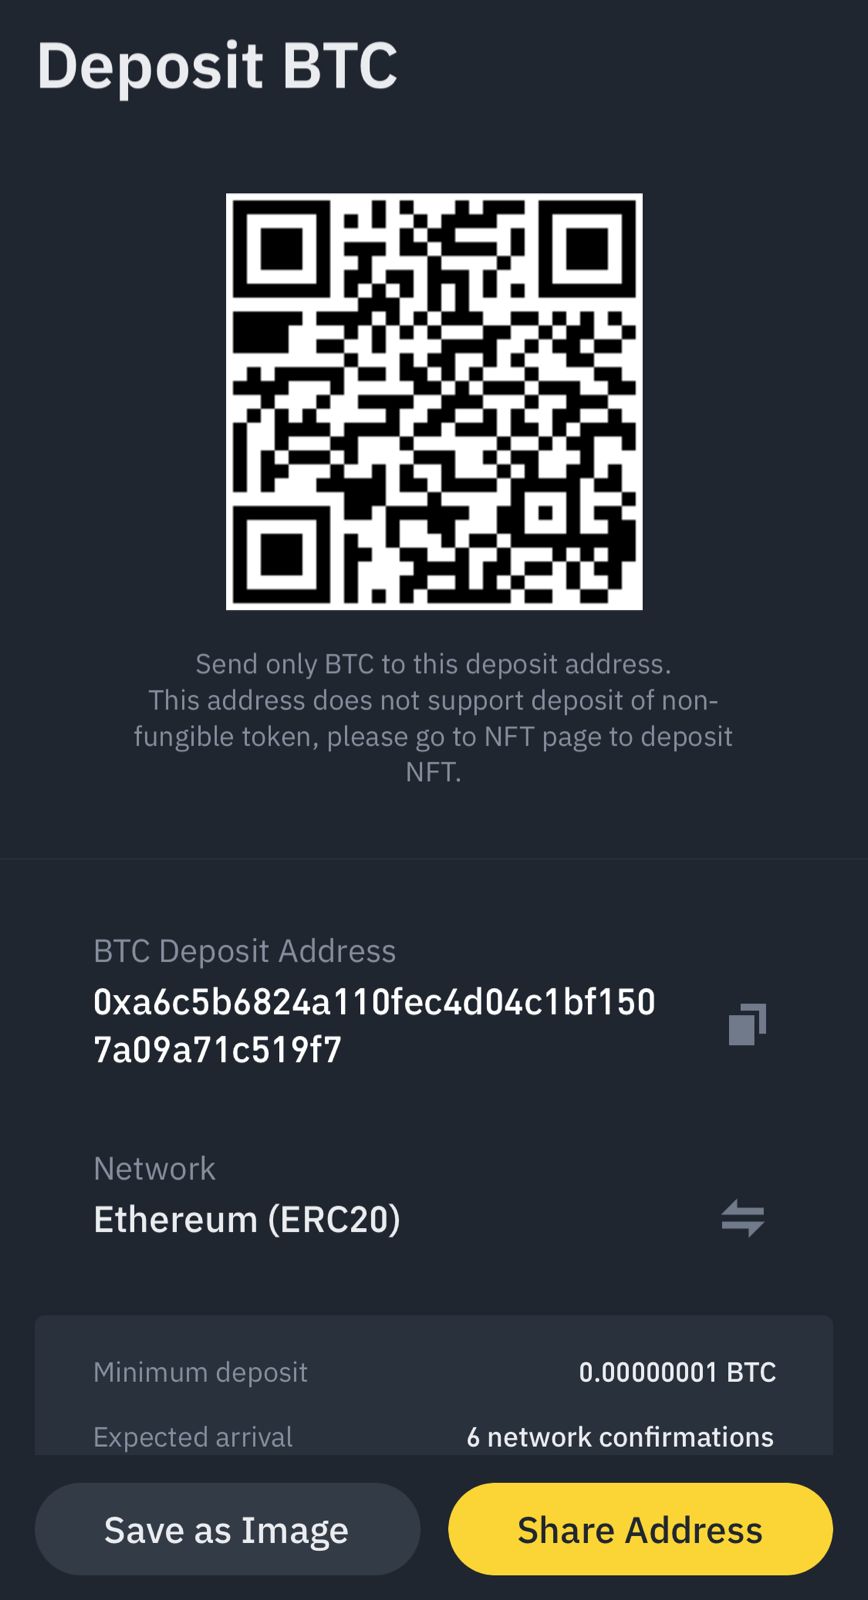 Deposit BTC
Send only BTC to this deposit address.
This address does not support deposit of non-
fungible token, please go to NFT page to deposit
NFT.
BTC Deposit Address
0xa6c5b6824a110fec4d04c1bf150
7a09a71c519f7
Network
Ethereum (ERC20)
Minimum deposit 0.00000001 BTC
Expected arrival 6 network confirmations
Save as Image Share Address